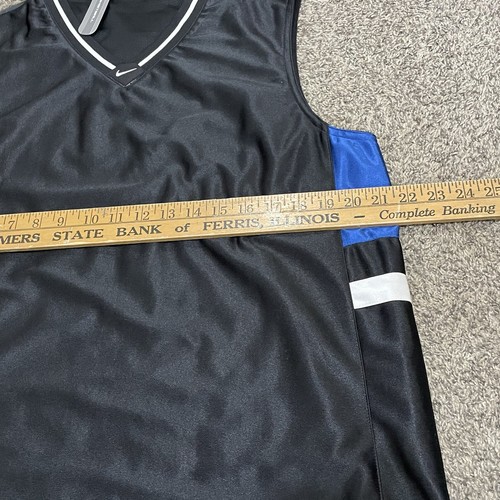 7 8 9 10 11 12 13 14 15 16 17 18 19 20 21 22 23 24 25
MERS STATE BANK of FERRIS, ILLINOIS – Complete Banking